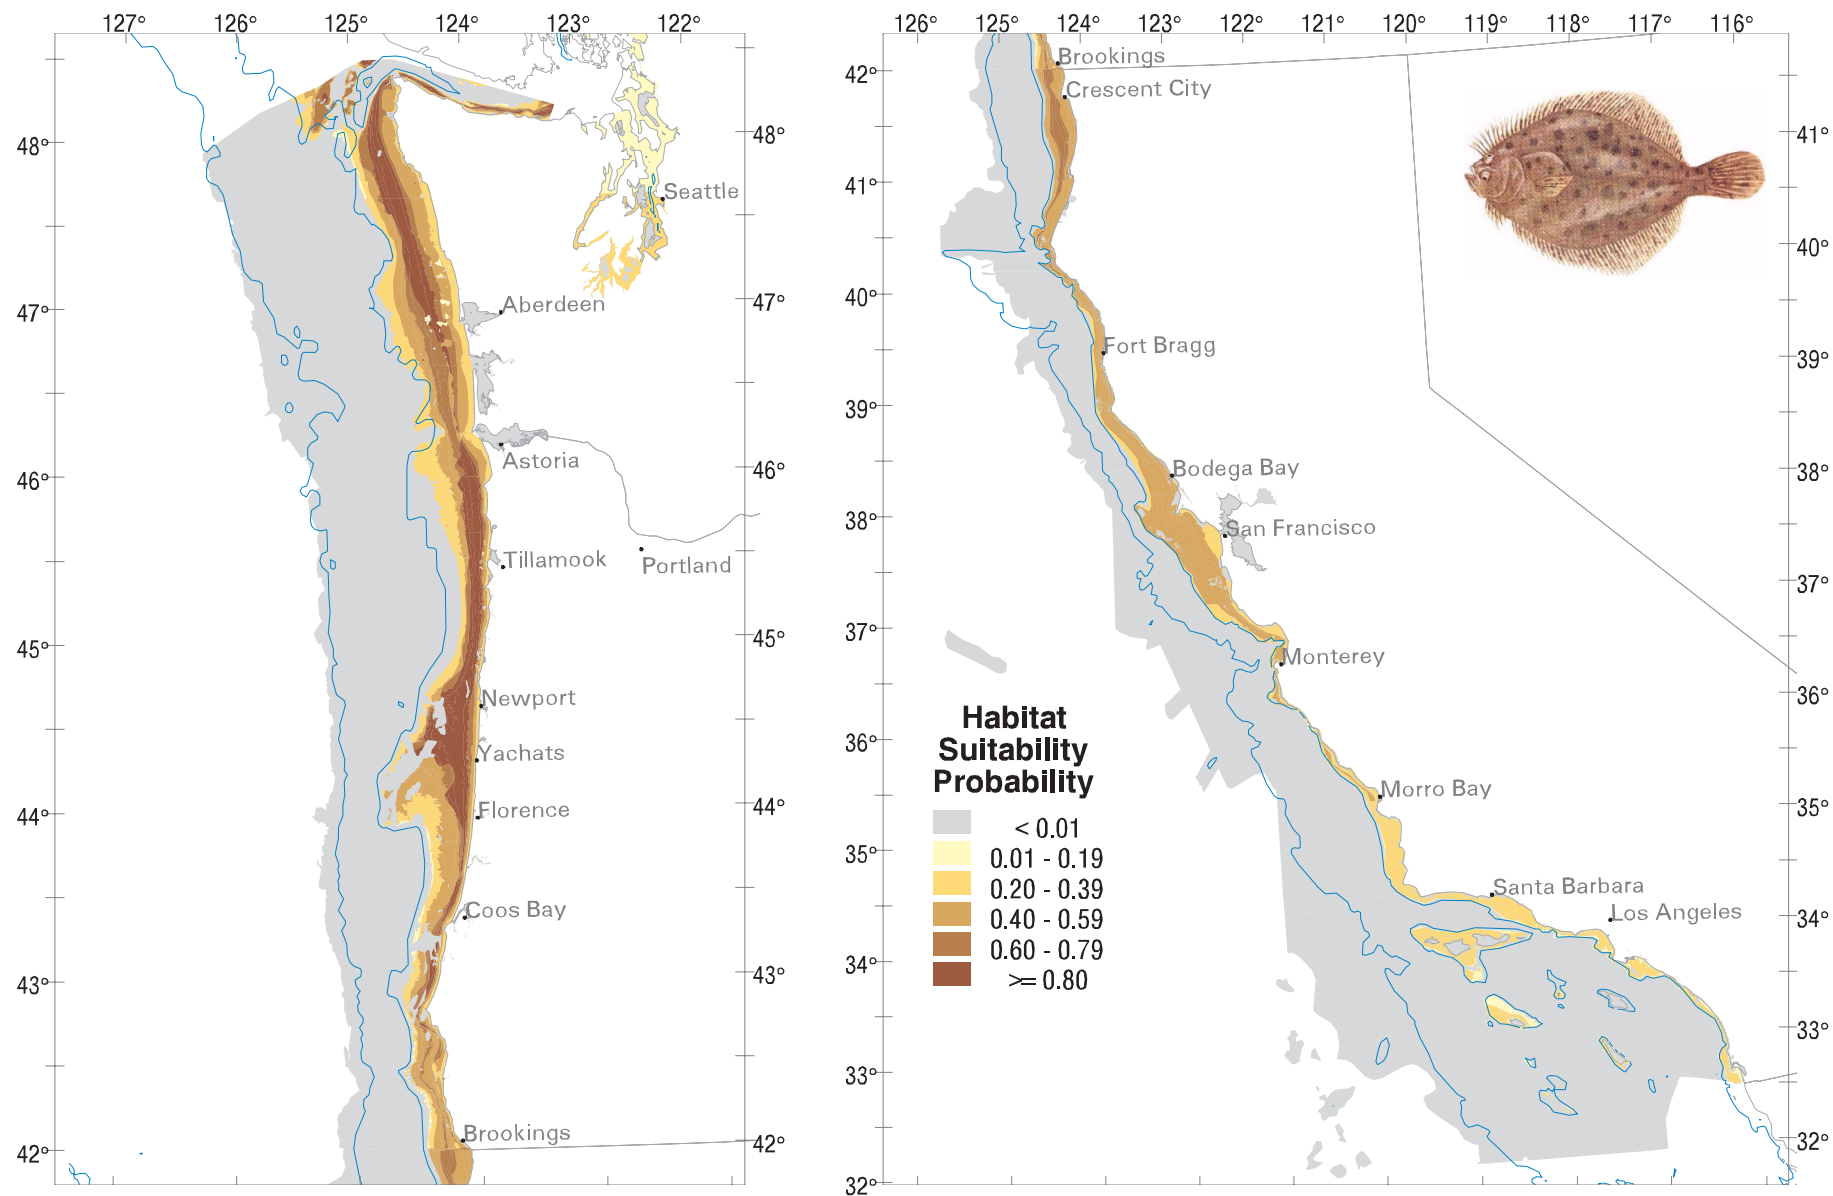 127° 125° 124° 123° 122°
126°
48°
48°
Seattle
47°
47°
Aberdeen
46°
46°
Astoria
Tillamook
Portland
45°
45°
Newport
Yachats
44°
44°
Florence
Coos Bay
43°
43°
Brookings
42°
42°
126° 125° 124° 123° 122° 121° 120° 119° 118° 117° 116°
Brookings
42°
Crescent City
41°
41°
40°
40°
Fort Bragg
39°
39°
Bodega Bay
38°
38°
San Francisco
37°
37°
Monterey
36°
36°
Morro Bay
35°
35°
Santa Barbara
Los Angeles
34°
34°
33°
33°
32°
32°
Habitat
Suitability
Probability
< 0.01
0.01 - 0.19
0.20 - 0.39
0.40 - 0.59
0.60 - 0.79
>= 0.80